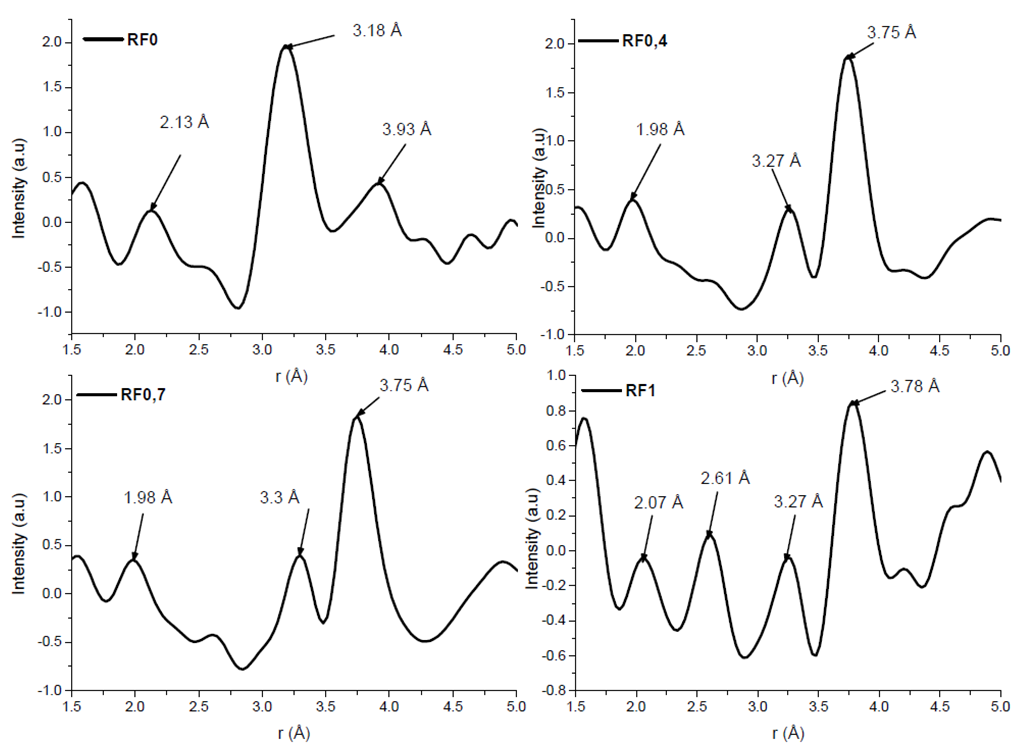 RF0
3.18 Å
2.13 Å
3.93 Å
Intensity (a.u)
2.0
1.5
1.0
0.5
0.0
-0.5
-1.0
1.5 2.0 2.5 3.0 3.5 4.0 4.5 5.0
r (Å)
RF0,4
3.75 Å
1.98 Å
3.27 Å
Intensity (a.u)
2.0
1.5
1.0
0.5
0.0
-0.5
-1.0
1.5 2.0 2.5 3.0 3.5 4.0 4.5 5.0
r (Å)
RF0,7
3.75 Å
1.98 Å
3.3 Å
Intensity (a.u)
2.0
1.5
1.0
0.5
0.0
-0.5
-1.0
1.5 2.0 2.5 3.0 3.5 4.0 4.5 5.0
r (Å)
RF1
3.78 Å
2.61 Å
2.07 Å
3.27 Å
Intensity (a.u)
1.0
0.8
0.6
0.4
0.2
0.0
-0.2
-0.4
-0.6
-0.8
1.5 2.0 2.5 3.0 3.5 4.0 4.5 5.0
r (Å)